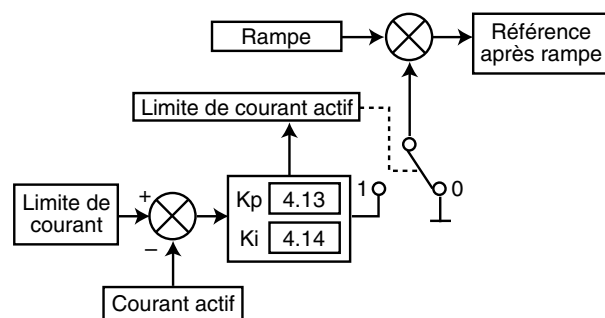 Rampe
Référence
après rampe
Limite de courant actif
1
0
Kp 4.13
Ki 4.14
Limite de
courant
+
–
Courant actif